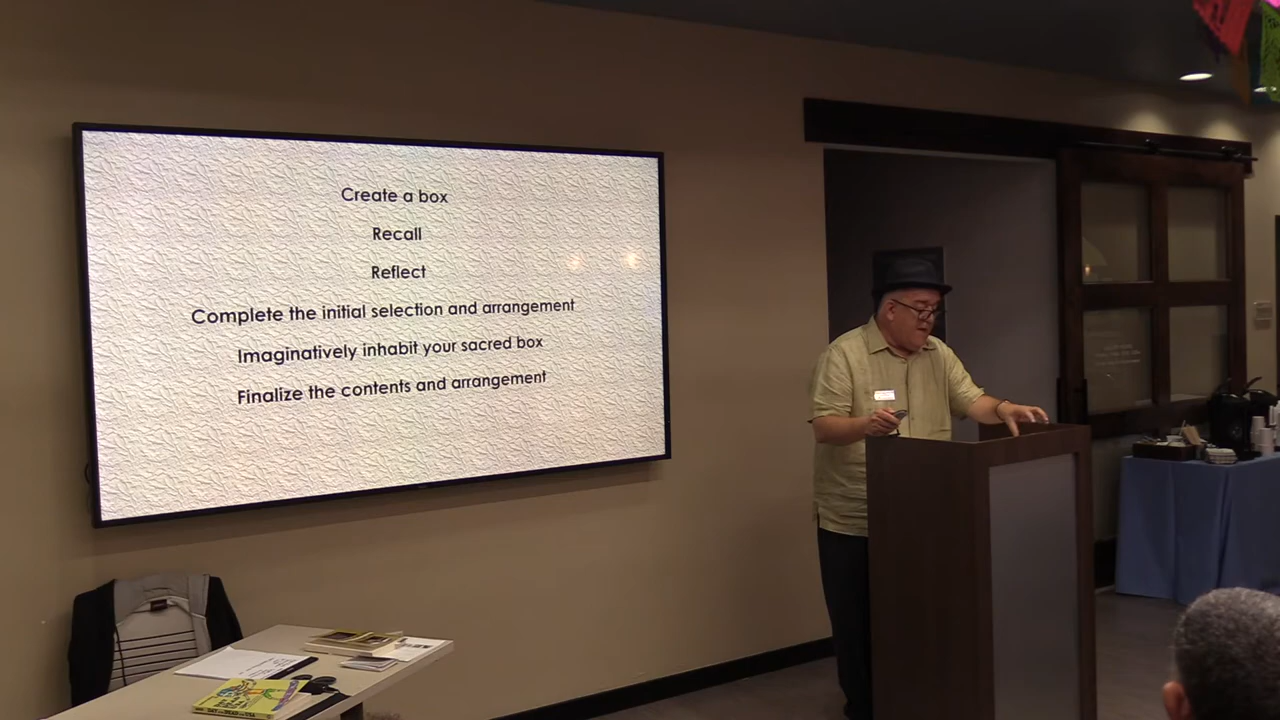 Create a box
Recall
Reflect
Complete the initial selection and arrangement
Imaginatively inhabit your sacred box
Finalize the contents and arrangement